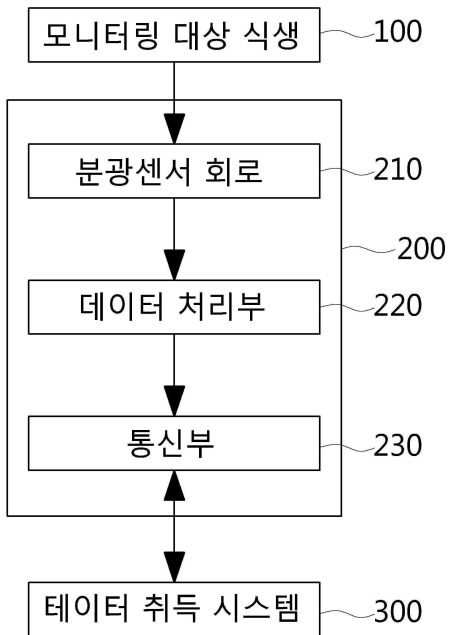 모니터링 대상 식생 100
분광센서 회로 210
200
데이터 처리부 220
통신부 230
테이터 취득 시스템 300